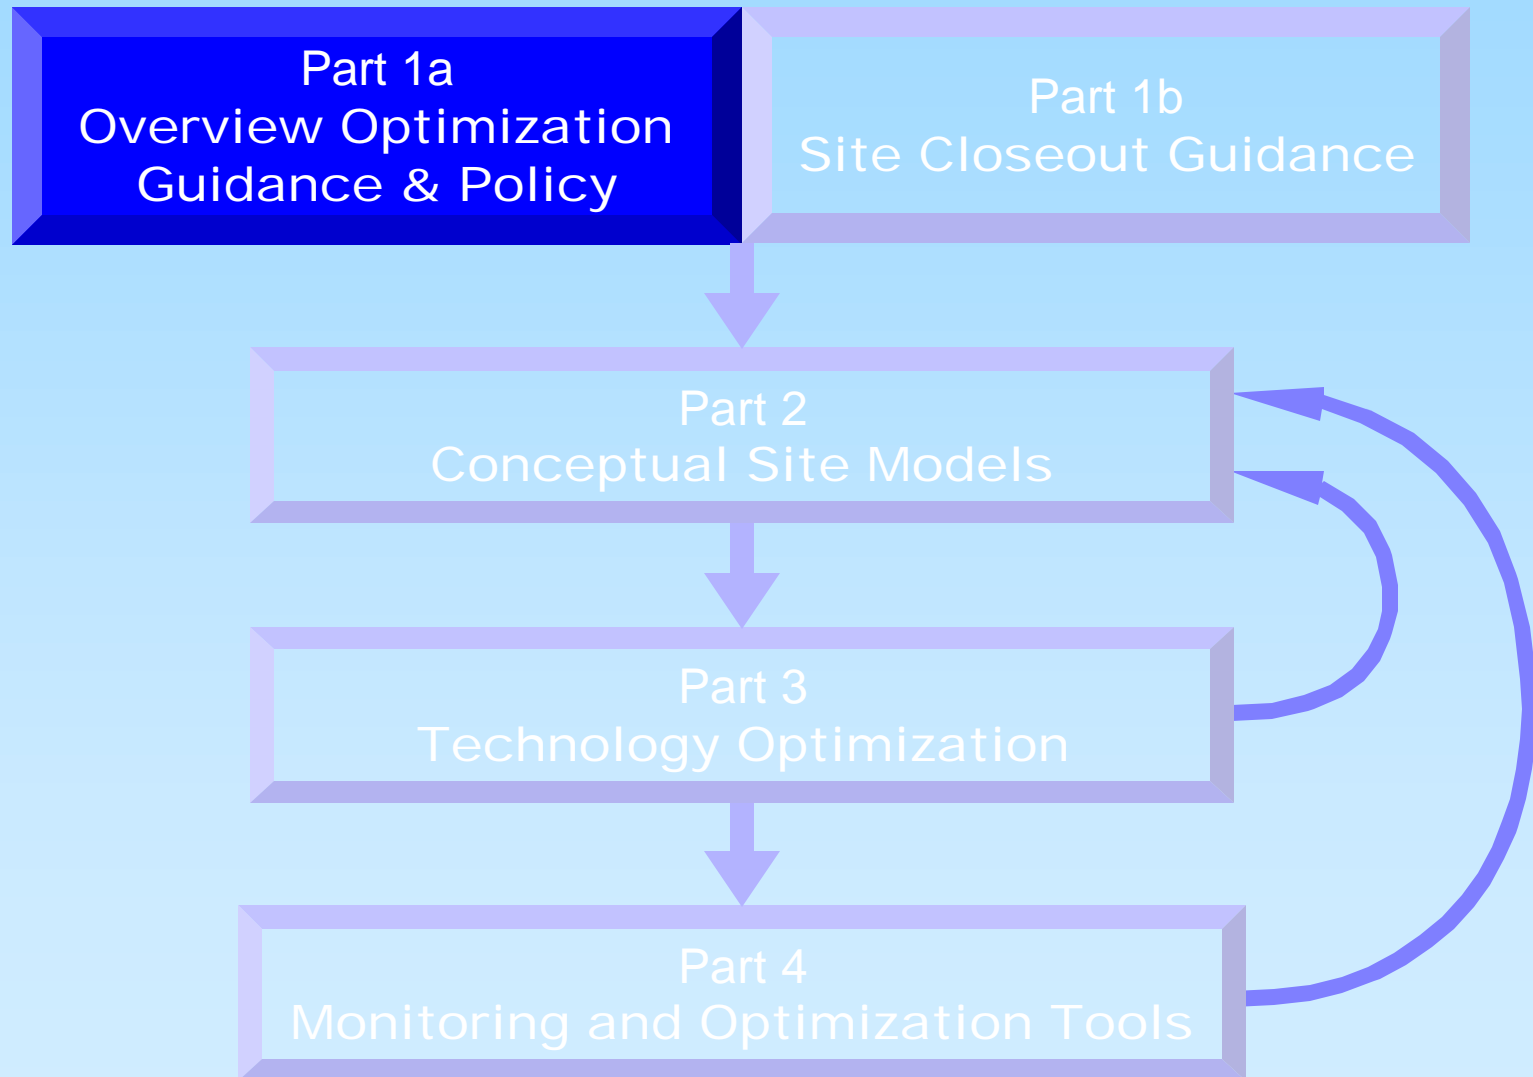 Part 1a
Overview Optimization
Guidance & Policy
Part 1b
Site Closeout Guidance
Part 2
Conceptual Site Models
Part 3
Technology Optimization
Part 4
Monitoring and Optimization Tools